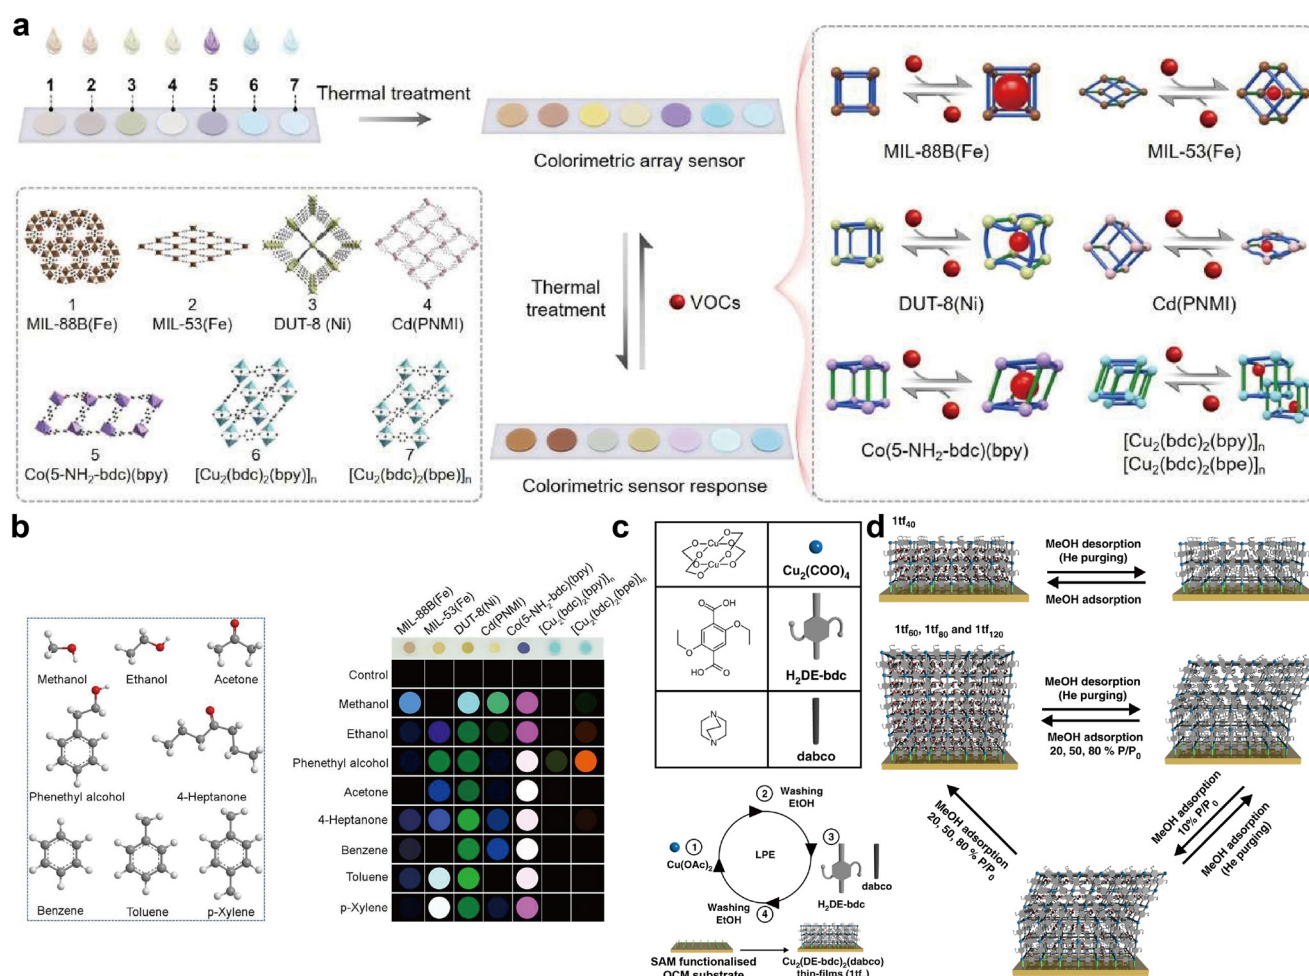 a
1 2 3 4 5 6 7
Thermal treatment
Colorimetric array sensor
1
MIL-88B(Fe)
2
MIL-53(Fe)
3
DUT-8 (Ni)
4
Cd(PNMI)
5
Co(5-NH₂-bdc)(bpy)
6
[Cu₂(bdc)₂(bpy)]ₙ
7
[Cu₂(bdc)₂(bpe)]ₙ
Thermal
treatment
VOCs
Colorimetric sensor response
MIL-88B(Fe)
MIL-53(Fe)
DUT-8(Ni)
Cd(PNMI)
Co(5-NH₂-bdc)(bpy)
[Cu₂(bdc)₂(bpy)]ₙ
[Cu₂(bdc)₂(bpe)]ₙ
b
Methanol
Ethanol
Acetone
Phenethyl alcohol
4-Heptanone
Benzene
Toluene
p-Xylene
MIL-88B(Fe)
MIL-53(Fe)
DUT-8(Ni)
Cd(PNMI)
Co(5-NH₂-bdc)(bpy)
[Cu₂(bdc)₂(bpy)]ₙ
[Cu₂(bdc)₂(bpe)]ₙ
Control
Methanol
Ethanol
Phenethyl alcohol
Acetone
4-Heptanone
Benzene
Toluene
p-Xylene
c
O O
O Cu O
O Cu O
O O
Cu₂(COO)₄
O OH
O
O
O OH
H₂DE-bdc
N
N
dabco
2 Washing
EtOH
1
Cu(OAc)₂
LPE
3
H₂DE-bdc
dabco
Washing
EtOH
4
SAM functionalised
QCM substrate
Cu₂(DE-bdc)₂(dabco)
thin-films (1tfₓ)
d
1tf₄₀
MeOH desorption
(He purging)
MeOH adsorption
1tf₆₀, 1tf₈₀ and 1tf₁₂₀
MeOH desorption
(He purging)
MeOH adsorption
20, 50, 80 % P/P₀
MeOH adsorption
20, 50, 80 % P/P₀
MeOH adsorption
10% P/P₀
MeOH adsorption
(He purging)